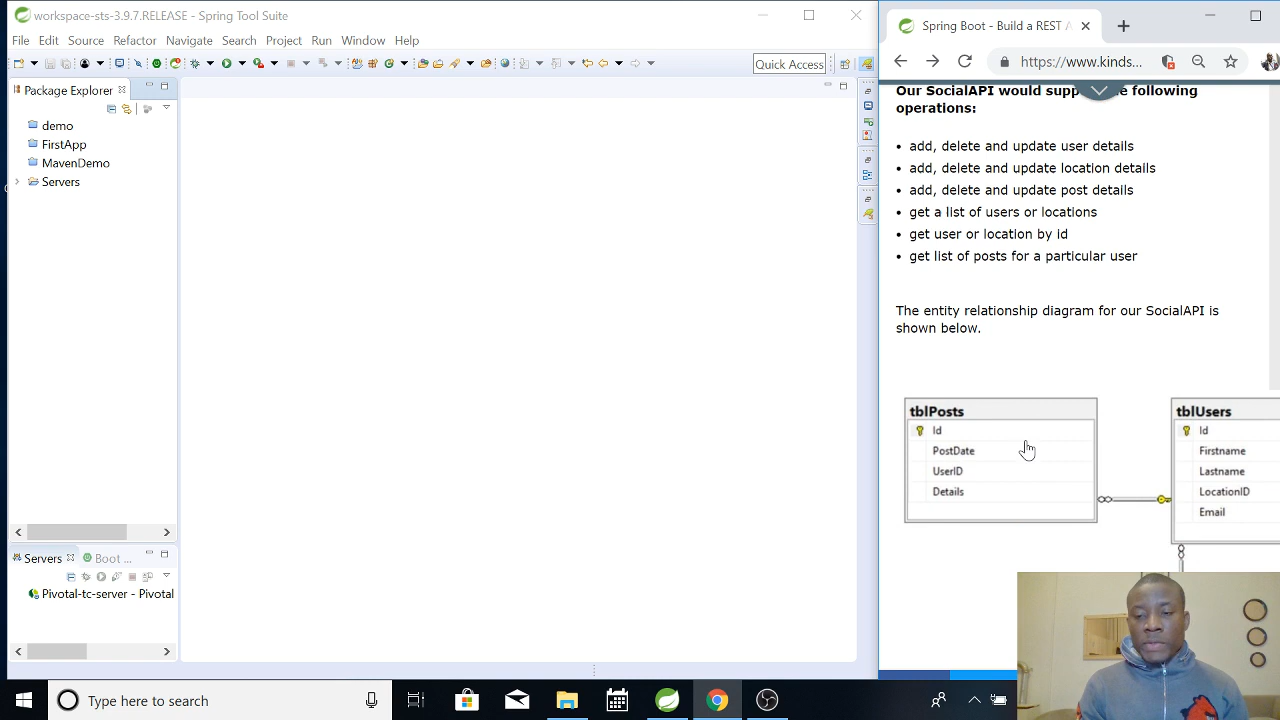 workspace-sts-3.9.7.RELEASE - Spring Tool Suite
File Edit Source Refactor Navigate Search Project Run Window Help
Quick Access
Package Explorer
demo
FirstApp
MavenDemo
Servers
Servers
Boot ...
Pivotal-tc-server - Pivotal
Spring Boot - Build a REST A
https://www.kinds...
Our SocialAPI would supp e following
operations:
• add, delete and update user details
• add, delete and update location details
• add, delete and update post details
• get a list of users or locations
• get user or location by id
• get list of posts for a particular user
The entity relationship diagram for our SocialAPI is
shown below.
tblPosts
Id
PostDate
UserID
Details
tblUsers
Id
Firstname
Lastname
LocationID
Email
Type here to search